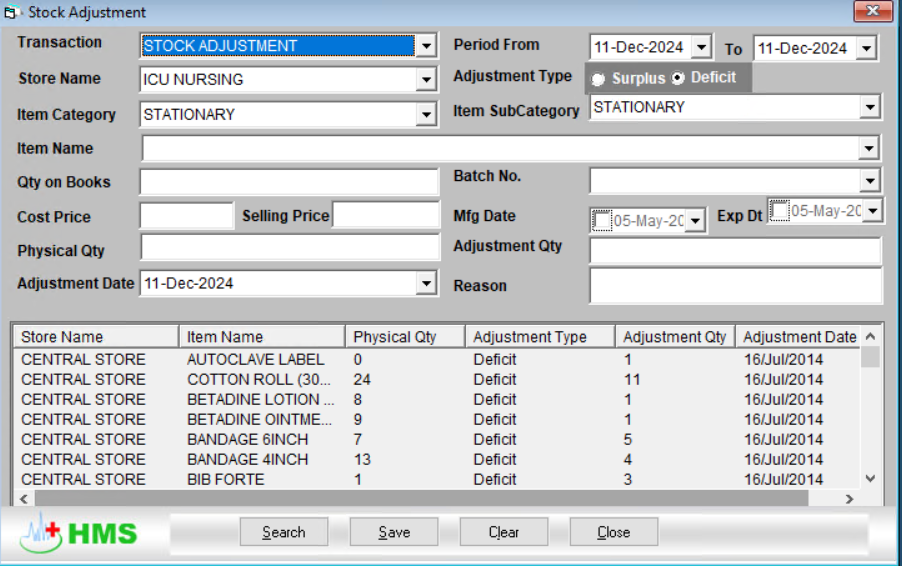 Stock Adjustment
Transaction STOCK ADJUSTMENT Period From 11-Dec-2024 To 11-Dec-2024
Store Name ICU NURSING Adjustment Type Surplus Deficit
Item Category STATIONARY Item SubCategory STATIONARY
Item Name
Qty on Books Batch No.
Cost Price Selling Price Mfg Date 05-May-20 Exp Dt 05-May-20
Physical Qty Adjustment Qty
Adjustment Date 11-Dec-2024 Reason
Store Name Item Name Physical Qty Adjustment Type Adjustment Qty Adjustment Date
CENTRAL STORE AUTOCLAVE LABEL 0 Deficit 1 16/Jul/2014
CENTRAL STORE COTTON ROLL (30... 24 Deficit 11 16/Jul/2014
CENTRAL STORE BETADINE LOTION ... 8 Deficit 1 16/Jul/2014
CENTRAL STORE BETADINE OINTME... 9 Deficit 1 16/Jul/2014
CENTRAL STORE BANDAGE 6INCH 7 Deficit 5 16/Jul/2014
CENTRAL STORE BANDAGE 4INCH 13 Deficit 4 16/Jul/2014
CENTRAL STORE BIB FORTE 1 Deficit 3 16/Jul/2014
HMS Search Save Clear Close